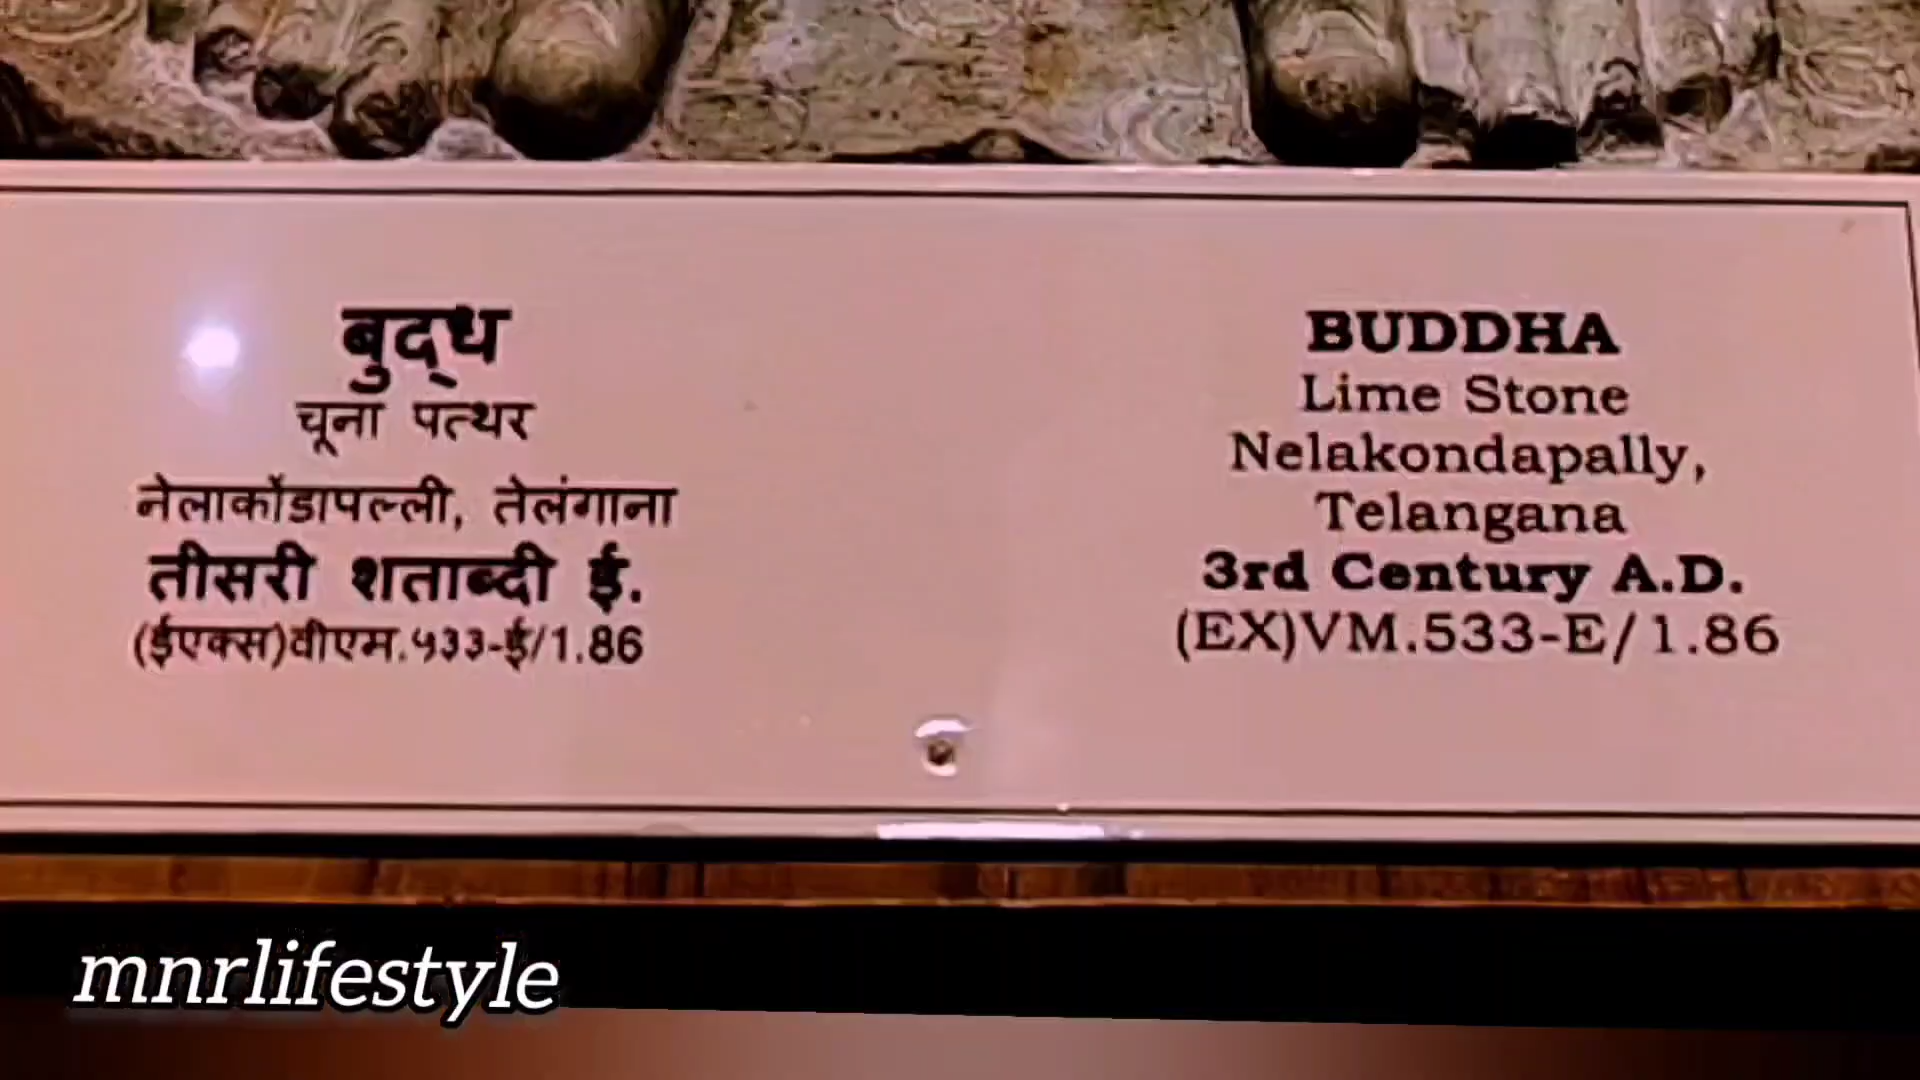 बुद्ध
चूना पत्थर
नेलाकोंडापल्ली, तेलंगाना
तीसरी शताब्दी ई.
(ईएक्स)वीएम.५३३-ई/1.86
BUDDHA
Lime Stone
Nelakondapally,
Telangana
3rd Century A.D.
(EX)VM.533-E/1.86
mnrlifestyle